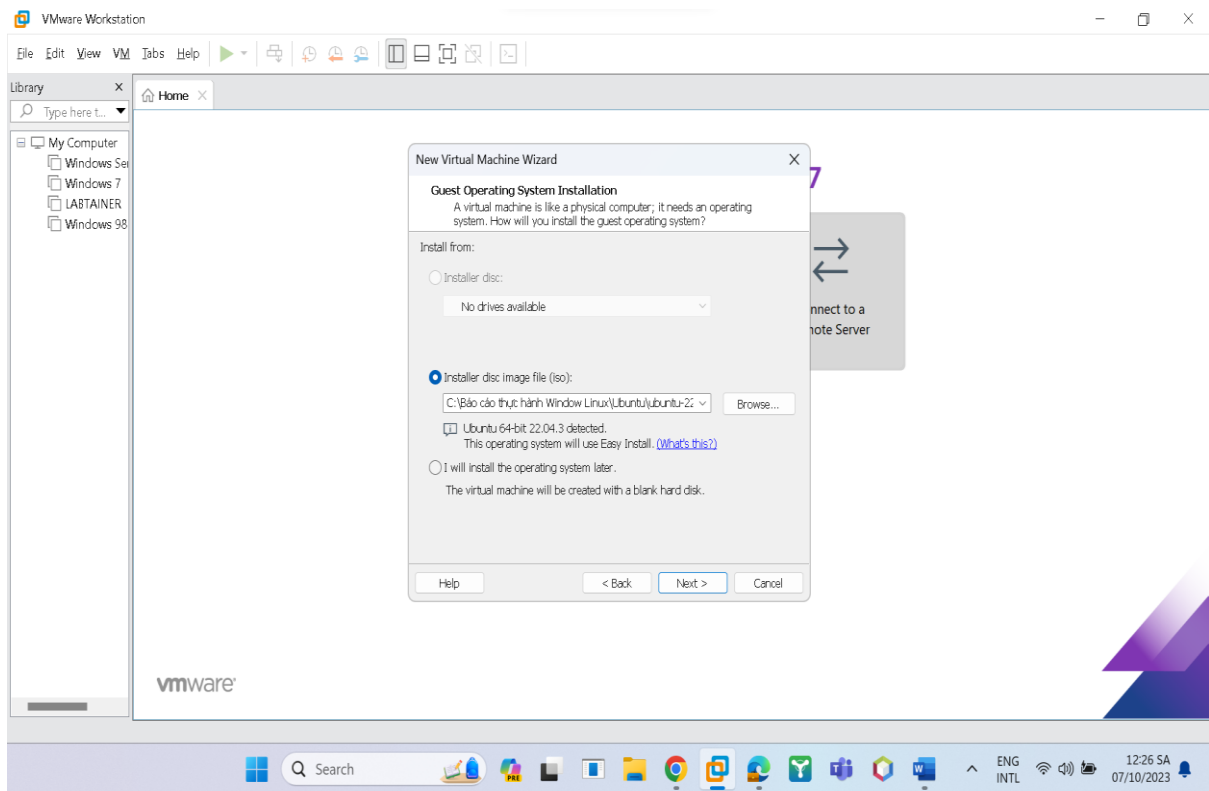 VMware Workstation
File Edit View VM Tabs Help
Library X
Home
Type here t...
My Computer
Windows Ser
Windows 7
LABTAINER
Windows 98
7
New Virtual Machine Wizard
Guest Operating System Installation
A virtual machine is like a physical computer; it needs an operating
system. How will you install the guest operating system?
Install from:
Installer disc:
No drives available
Installer disc image file (iso):
C:\Báo cáo thực hành Window Linux\Ubuntu\ubuntu-22
Browse...
Ubuntu 64-bit 22.04.3 detected.
This operating system will use Easy Install. (What's this?)
I will install the operating system later.
The virtual machine will be created with a blank hard disk.
Help
< Back
Next >
Cancel
nnect to a
note Server
vmware
Search
PRE
ENG
INTL
12:26 SA
07/10/2023